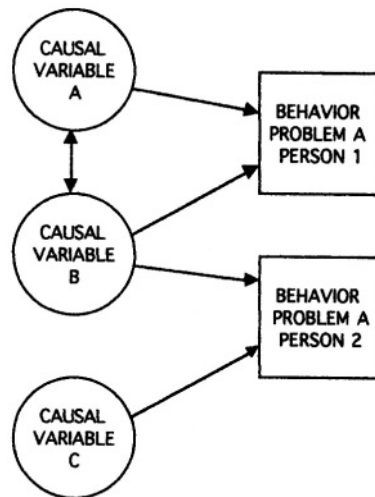 CAUSAL
VARIABLE
A
BEHAVIOR
PROBLEM A
PERSON 1
CAUSAL
VARIABLE
B
BEHAVIOR
PROBLEM A
PERSON 2
CAUSAL
VARIABLE
C